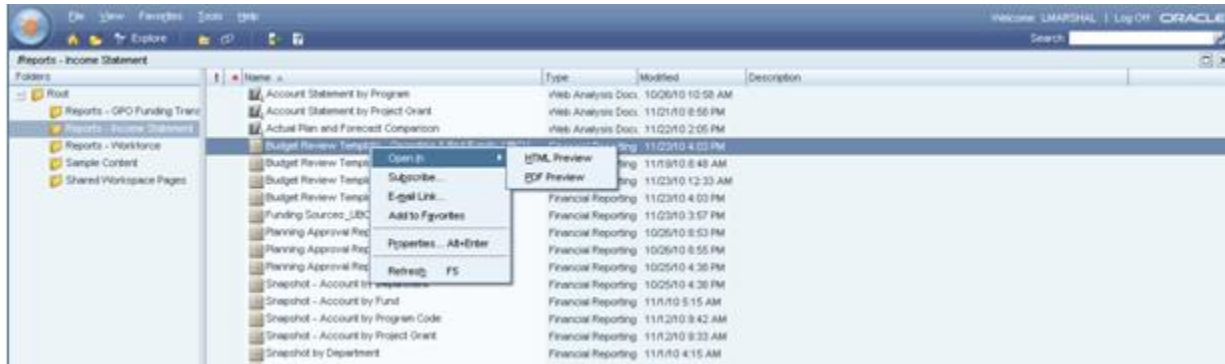 File View Favorites Tools Help
Welcome LMARSHAL | Log Off ORACLE
Explore
Search
/Reports - Income Statement
Folders
Name Type Modified Description
Root
Reports - GPO Funding Trans
Reports - Income Statement
Reports - Workforce
Sample Content
Shared Workspace Pages
Account Statement by Program Web Analysis Docu 10/26/10 10:58 AM
Account Statement by Project Grant Web Analysis Docu 11/21/10 8:56 PM
Actual Plan and Forecast Comparison Web Analysis Docu 11/22/10 2:05 PM
Budget Review Template - Operating 11/23/10 4:03 PM
Budget Review Templ 11/19/10 8:48 AM
Budget Review Templ 11/23/10 12:33 AM
Budget Review Templ Financial Reporting 11/23/10 4:03 PM
Funding Sources_UBC Financial Reporting 11/23/10 3:57 PM
Planning Approval Rep Financial Reporting 10/26/10 8:53 PM
Planning Approval Rep Financial Reporting 10/26/10 8:55 PM
Planning Approval Rep Financial Reporting 10/25/10 4:38 PM
Snapshot - Account by Department Financial Reporting 10/25/10 4:38 PM
Snapshot - Account by Fund Financial Reporting 11/1/10 5:15 AM
Snapshot - Account by Program Code Financial Reporting 11/12/10 9:42 AM
Snapshot - Account by Project Grant Financial Reporting 11/12/10 9:33 AM
Snapshot by Department Financial Reporting 11/1/10 4:15 AM
Open In
Subscribe...
E-mail Link...
Add to Favorites
Properties... Alt+Enter
Refresh F5
HTML Preview
PDF Preview